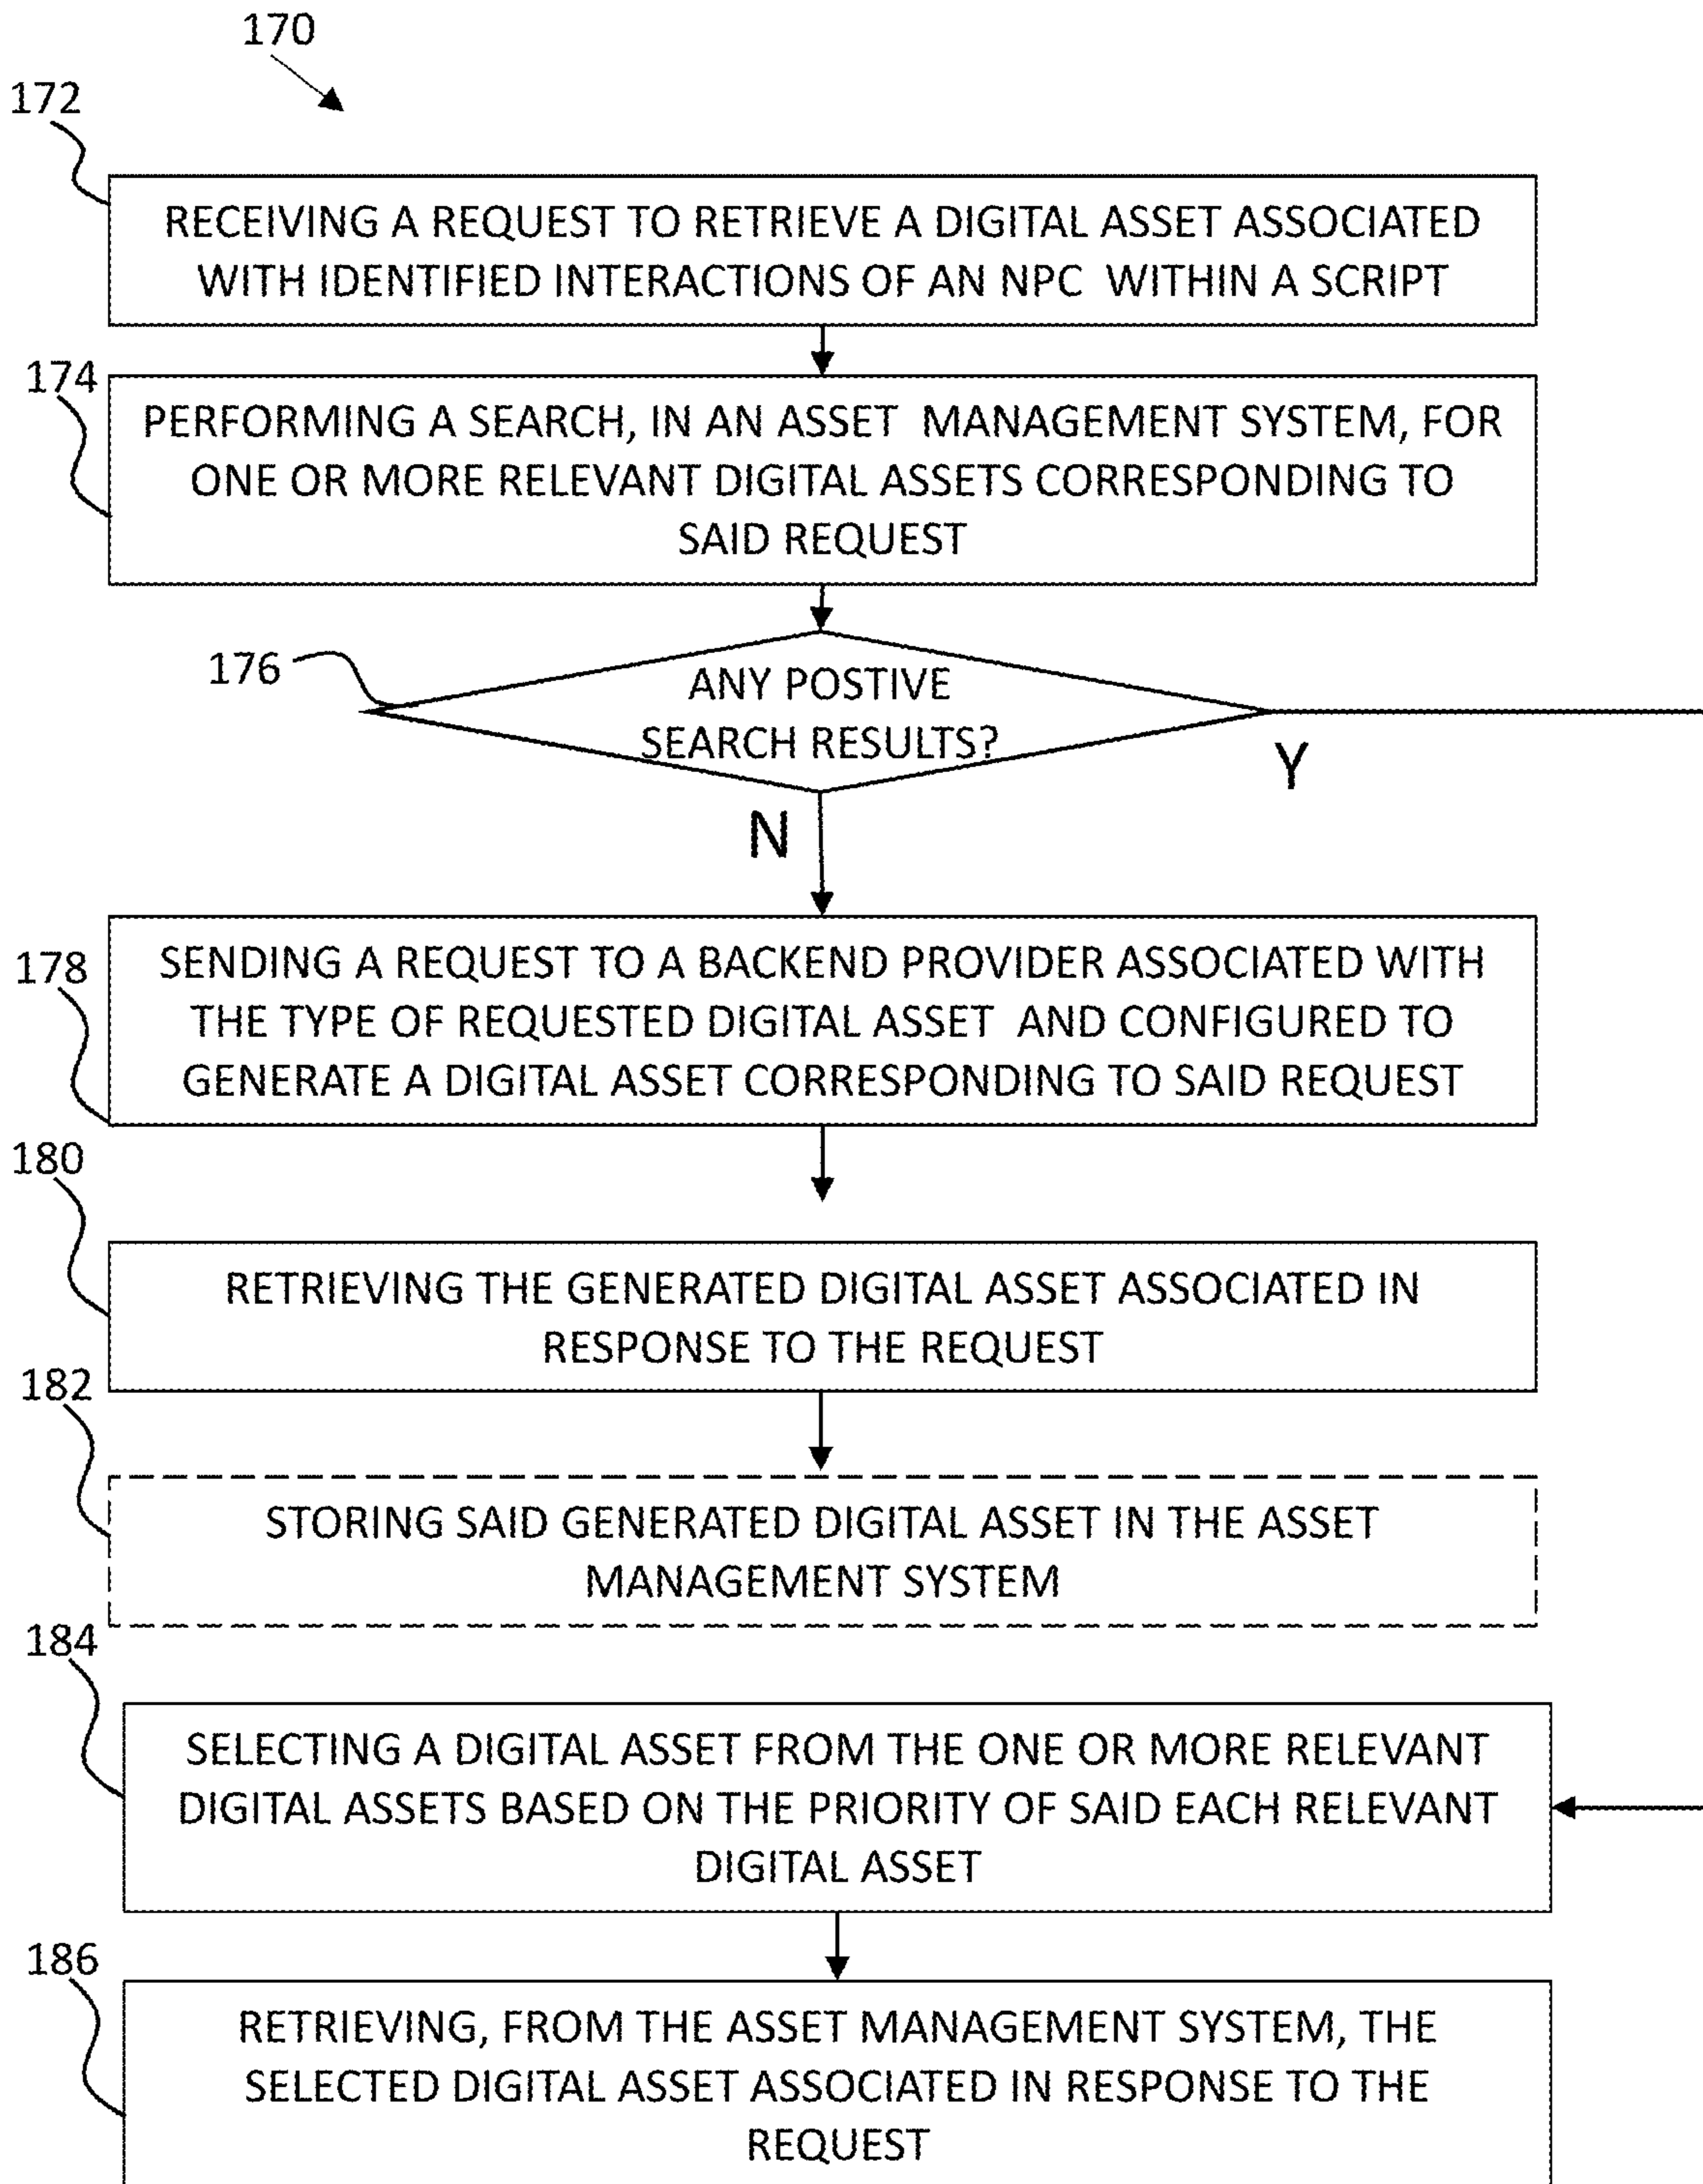 170
172
RECEIVING A REQUEST TO RETRIEVE A DIGITAL ASSET ASSOCIATED
WITH IDENTIFIED INTERACTIONS OF AN NPC WITHIN A SCRIPT
174
PERFORMING A SEARCH, IN AN ASSET MANAGEMENT SYSTEM, FOR
ONE OR MORE RELEVANT DIGITAL ASSETS CORRESPONDING TO
SAID REQUEST
176
ANY POSTIVE
SEARCH RESULTS?
Y
N
178
SENDING A REQUEST TO A BACKEND PROVIDER ASSOCIATED WITH
THE TYPE OF REQUESTED DIGITAL ASSET AND CONFIGURED TO
GENERATE A DIGITAL ASSET CORRESPONDING TO SAID REQUEST
180
RETRIEVING THE GENERATED DIGITAL ASSET ASSOCIATED IN
RESPONSE TO THE REQUEST
182
STORING SAID GENERATED DIGITAL ASSET IN THE ASSET
MANAGEMENT SYSTEM
184
SELECTING A DIGITAL ASSET FROM THE ONE OR MORE RELEVANT
DIGITAL ASSETS BASED ON THE PRIORITY OF SAID EACH RELEVANT
DIGITAL ASSET
186
RETRIEVING, FROM THE ASSET MANAGEMENT SYSTEM, THE
SELECTED DIGITAL ASSET ASSOCIATED IN RESPONSE TO THE
REQUEST